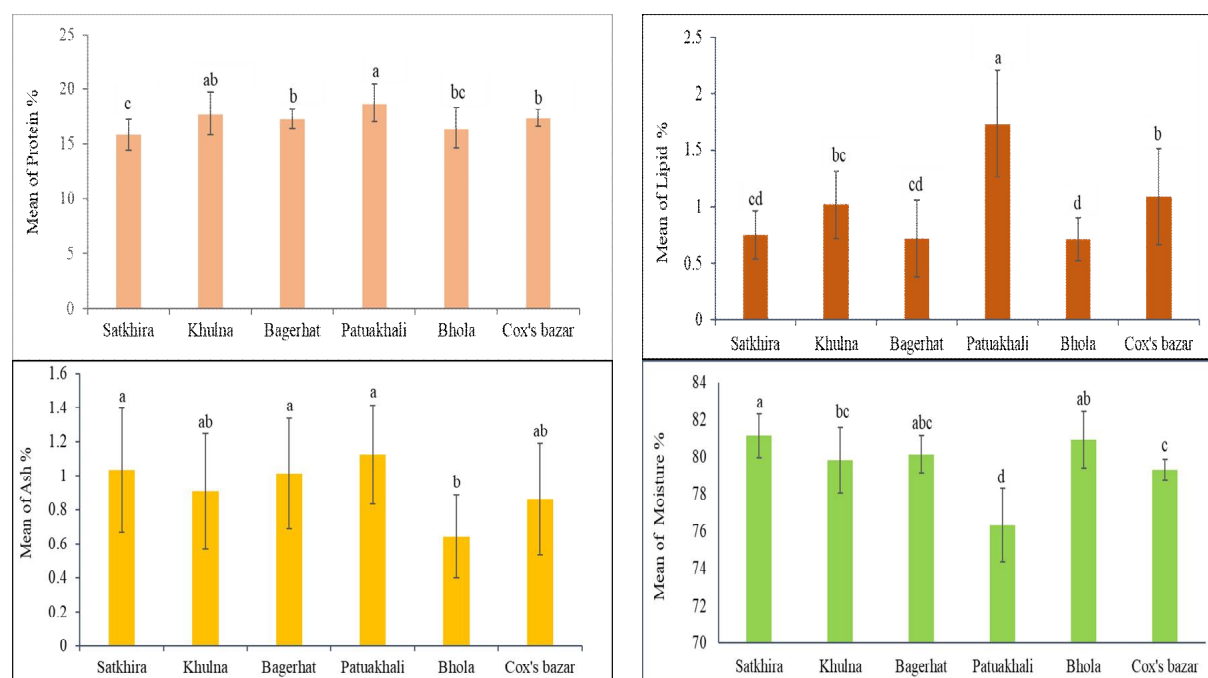 Mean of Protein %
25
20
15
10
5
0
c
ab
b
a
bc
b
Satkhira
Khulna
Bagerhat
Patuakhali
Bhola
Cox's bazar
Mean of Lipid %
2.5
2
1.5
1
0.5
0
cd
bc
cd
a
d
b
Satkhira
Khulna
Bagerhat
Patuakhali
Bhola
Cox's bazar
Mean of Ash %
1.6
1.4
1.2
1
0.8
0.6
0.4
0.2
0
a
ab
a
a
b
ab
Satkhira
Khulna
Bagerhat
Patuakhali
Bhola
Cox's bazar
Mean of Moisture %
84
82
80
78
76
74
72
70
a
bc
abc
d
ab
c
Satkhira
Khulna
Bagerhat
Patuakhali
Bhola
Cox's bazar